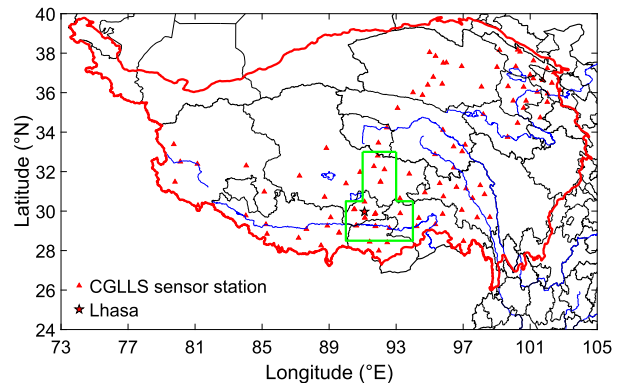 40
38
36
34
32
30
28
26
24
Latitude (°N)
CGLLS sensor station
Lhasa
73 77 81 85 89 93 97 101 105
Longitude (°E)